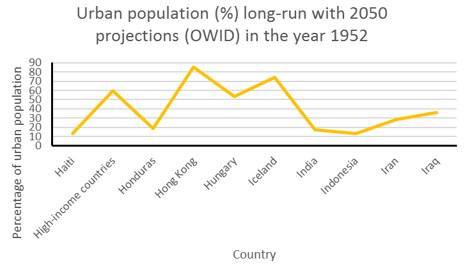 Urban population (%) long-run with 2050
projections (OWID) in the year 1952
Percentage of urban population
90
80
70
60
50
40
30
20
10
0
Haiti
High-income countries
Honduras
Hong Kong
Hungary
Iceland
India
Indonesia
Iran
Iraq
Country